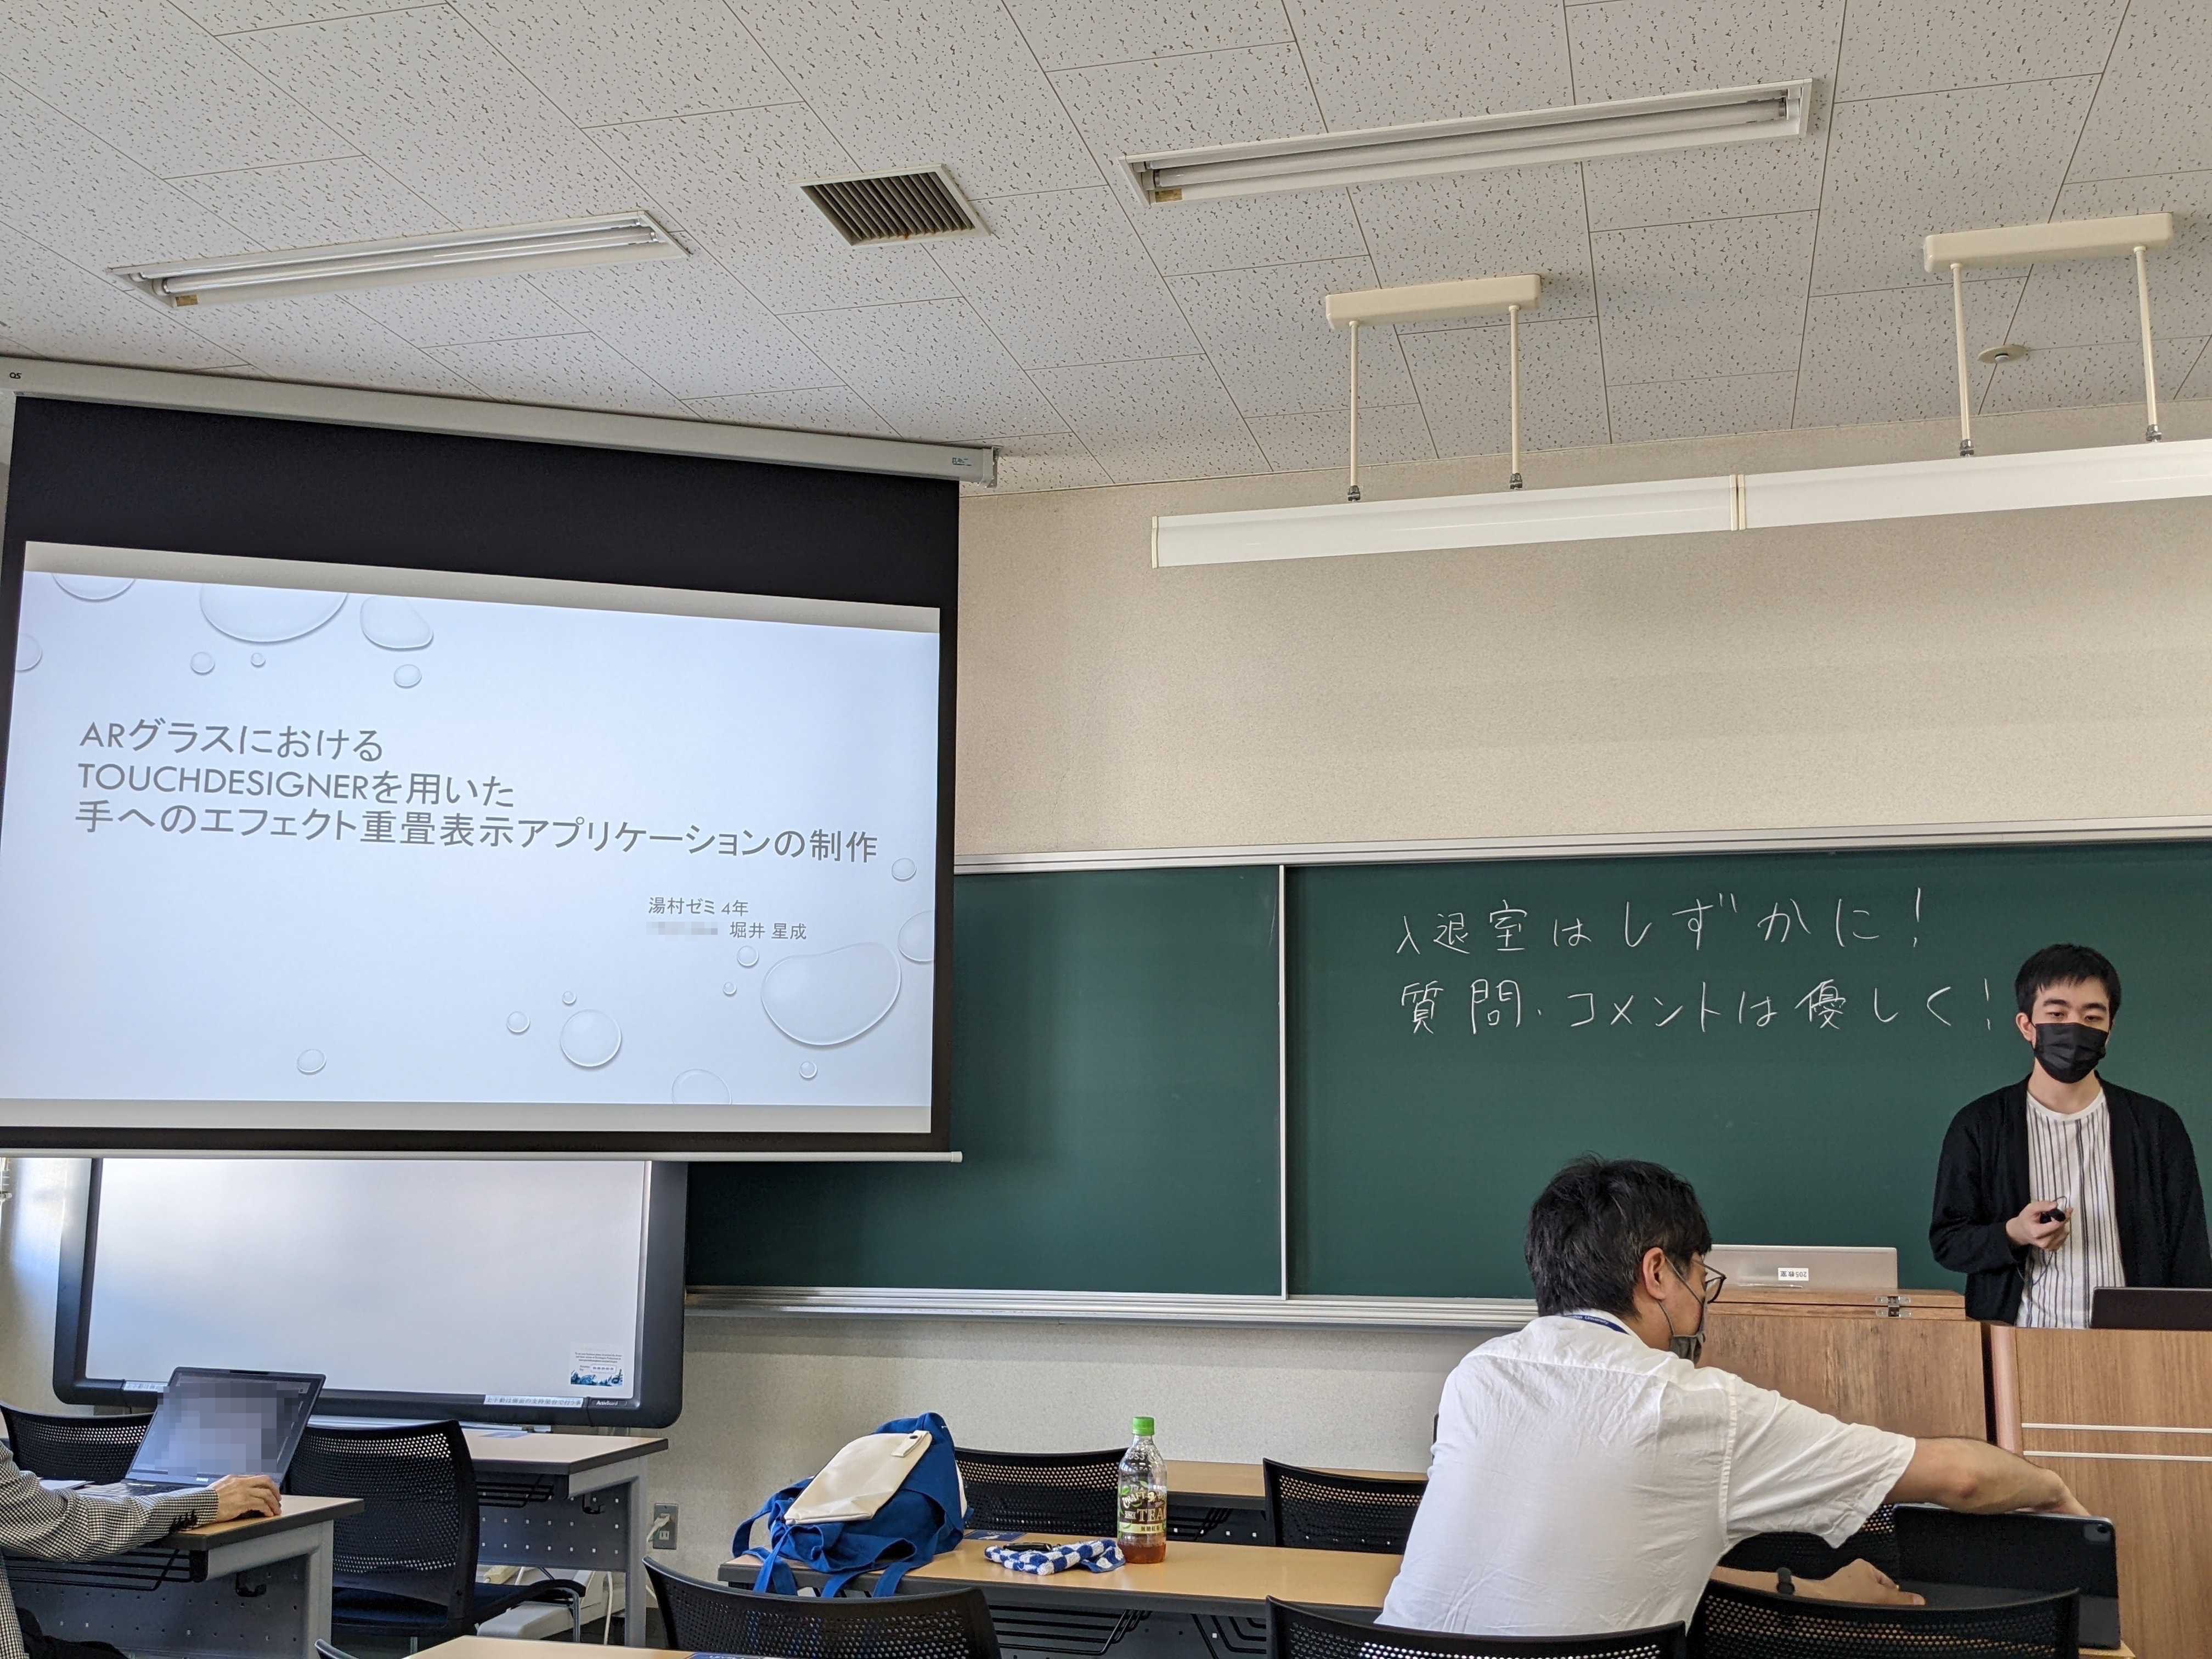 ARグラスにおける
TOUCHDESIGNERを用いた
手へのエフェクト重畳表示アプリケーションの制作
湯村ゼミ 4年
堀井 星成
入退室はしずかに!
質問・コメントは優しく!
CRAFT
TEA